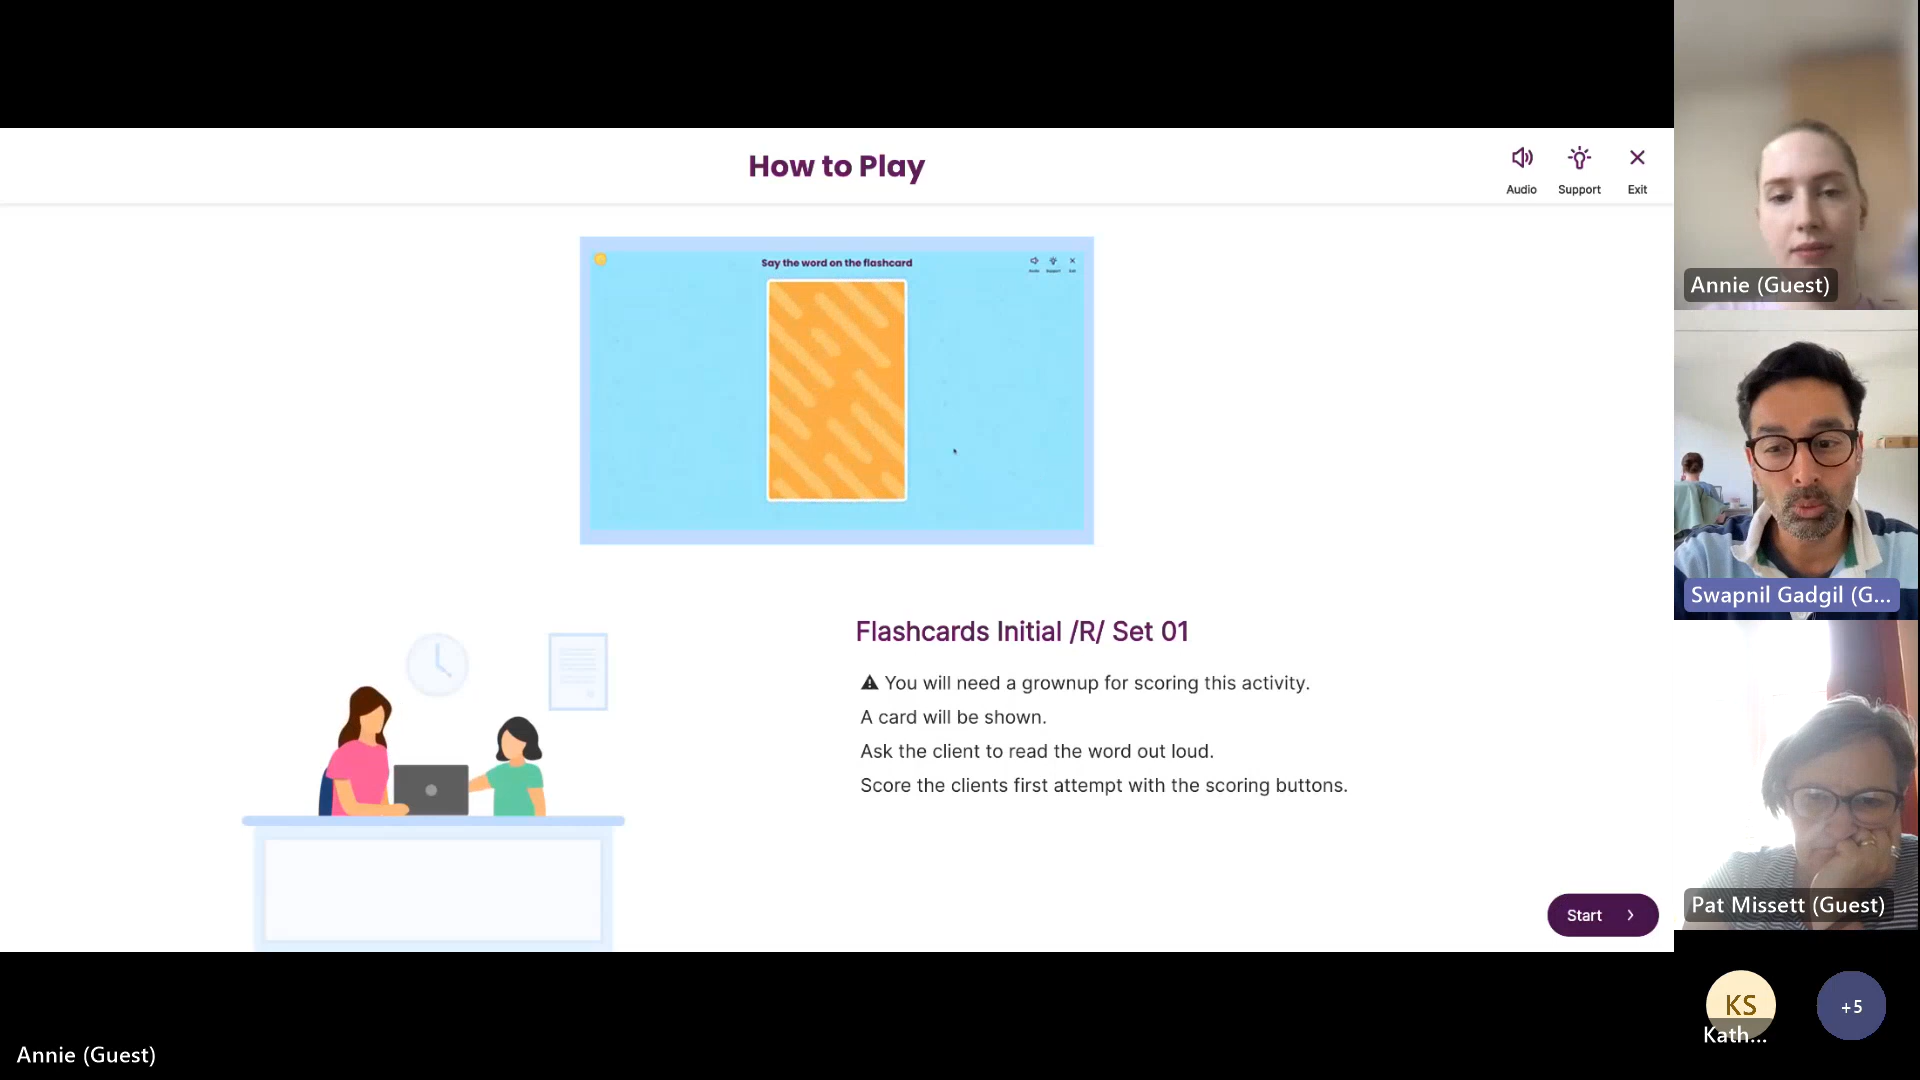 How to Play
Audio
Support
Exit
Say the word on the flashcard
Flashcards Initial /R/ Set 01
You will need a grownup for scoring this activity.
A card will be shown.
Ask the client to read the word out loud.
Score the clients first attempt with the scoring buttons.
Start
Annie (Guest)
Swapnil Gadgil (G...
Pat Missett (Guest)
KS
Kath...
+5
Annie (Guest)